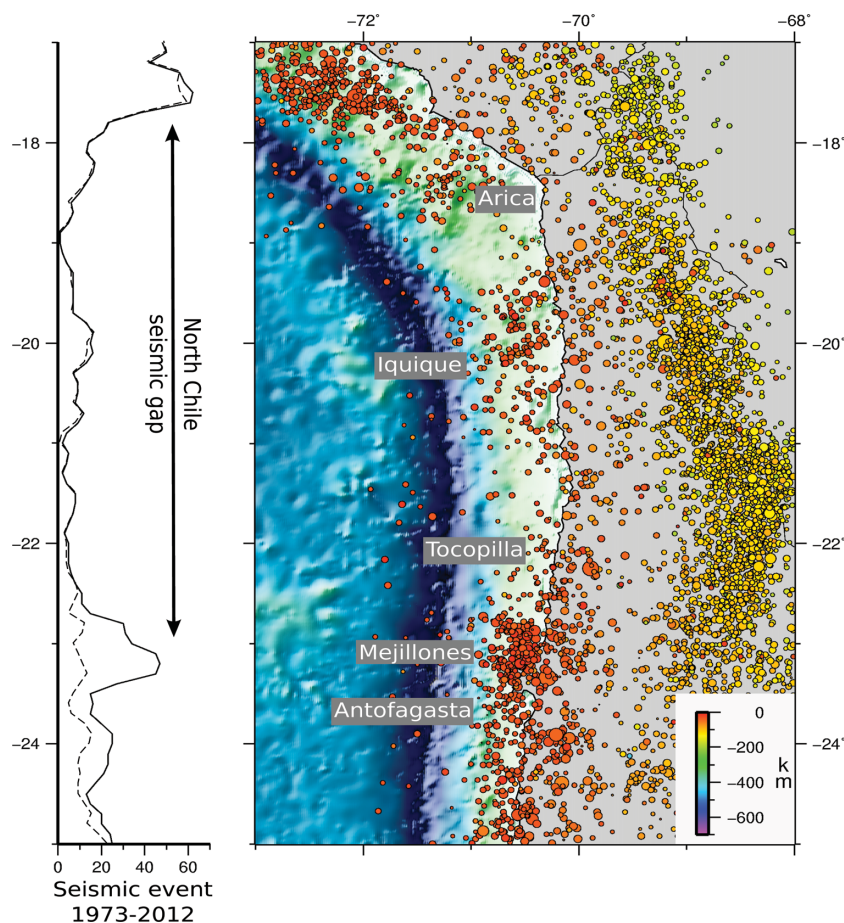 −72˚
−70˚
−68˚
−18
−18˚
Arica
North Chile
seismic gap
−20
−20˚
Iquique
−22
−22˚
Tocopilla
Mejillones
Antofagasta
−24
−24˚
0
−200
−400
−600
k
m
0 20 40 60
Seismic event
1973-2012